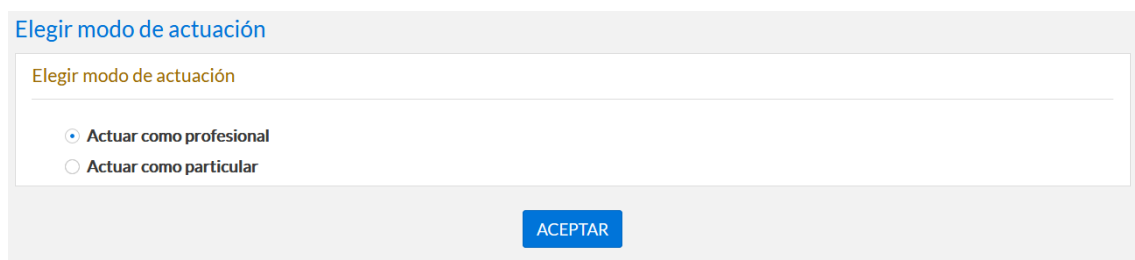 Elegir modo de actuación
Elegir modo de actuación
Actuar como profesional
Actuar como particular
ACEPTAR